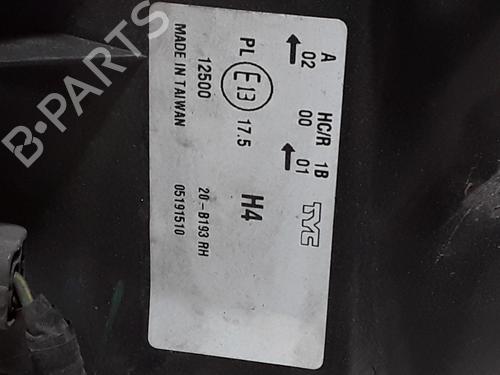 A HC/R 1B
02 00 01
PL E13 17.5 TYC
12500 H4
MADE IN TAIWAN 20-B193 RH
05191510
B-PARTS